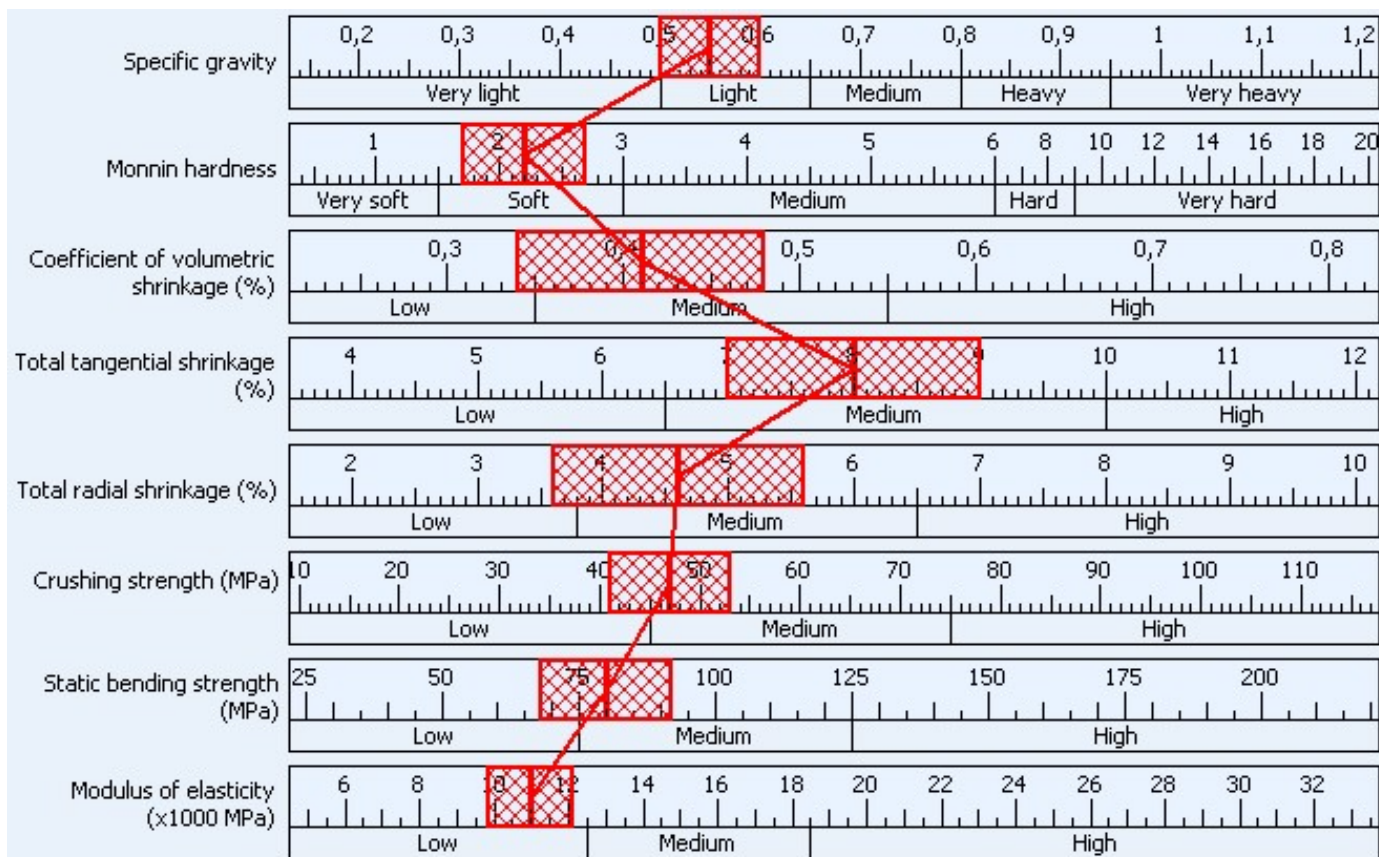 0,2 0,3 0,4 0,5 0,6 0,7 0,8 0,9 1 1,1 1,2
Specific gravity
Very light Light Medium Heavy Very heavy
1 2 3 4 5 6 8 10 12 14 16 18 20
Monnin hardness
Very soft Soft Medium Hard Very hard
0,3 0,4 0,5 0,6 0,7 0,8
Coefficient of volumetric
shrinkage (%)
Low Medium High
4 5 6 7 8 9 10 11 12
Total tangential shrinkage
(%)
Low Medium High
2 3 4 5 6 7 8 9 10
Total radial shrinkage (%)
Low Medium High
10 20 30 40 50 60 70 80 90 100 110
Crushing strength (MPa)
Low Medium High
25 50 75 100 125 150 175 200
Static bending strength
(MPa)
Low Medium High
6 8 10 12 14 16 18 20 22 24 26 28 30 32
Modulus of elasticity
(x1000 MPa)
Low Medium High